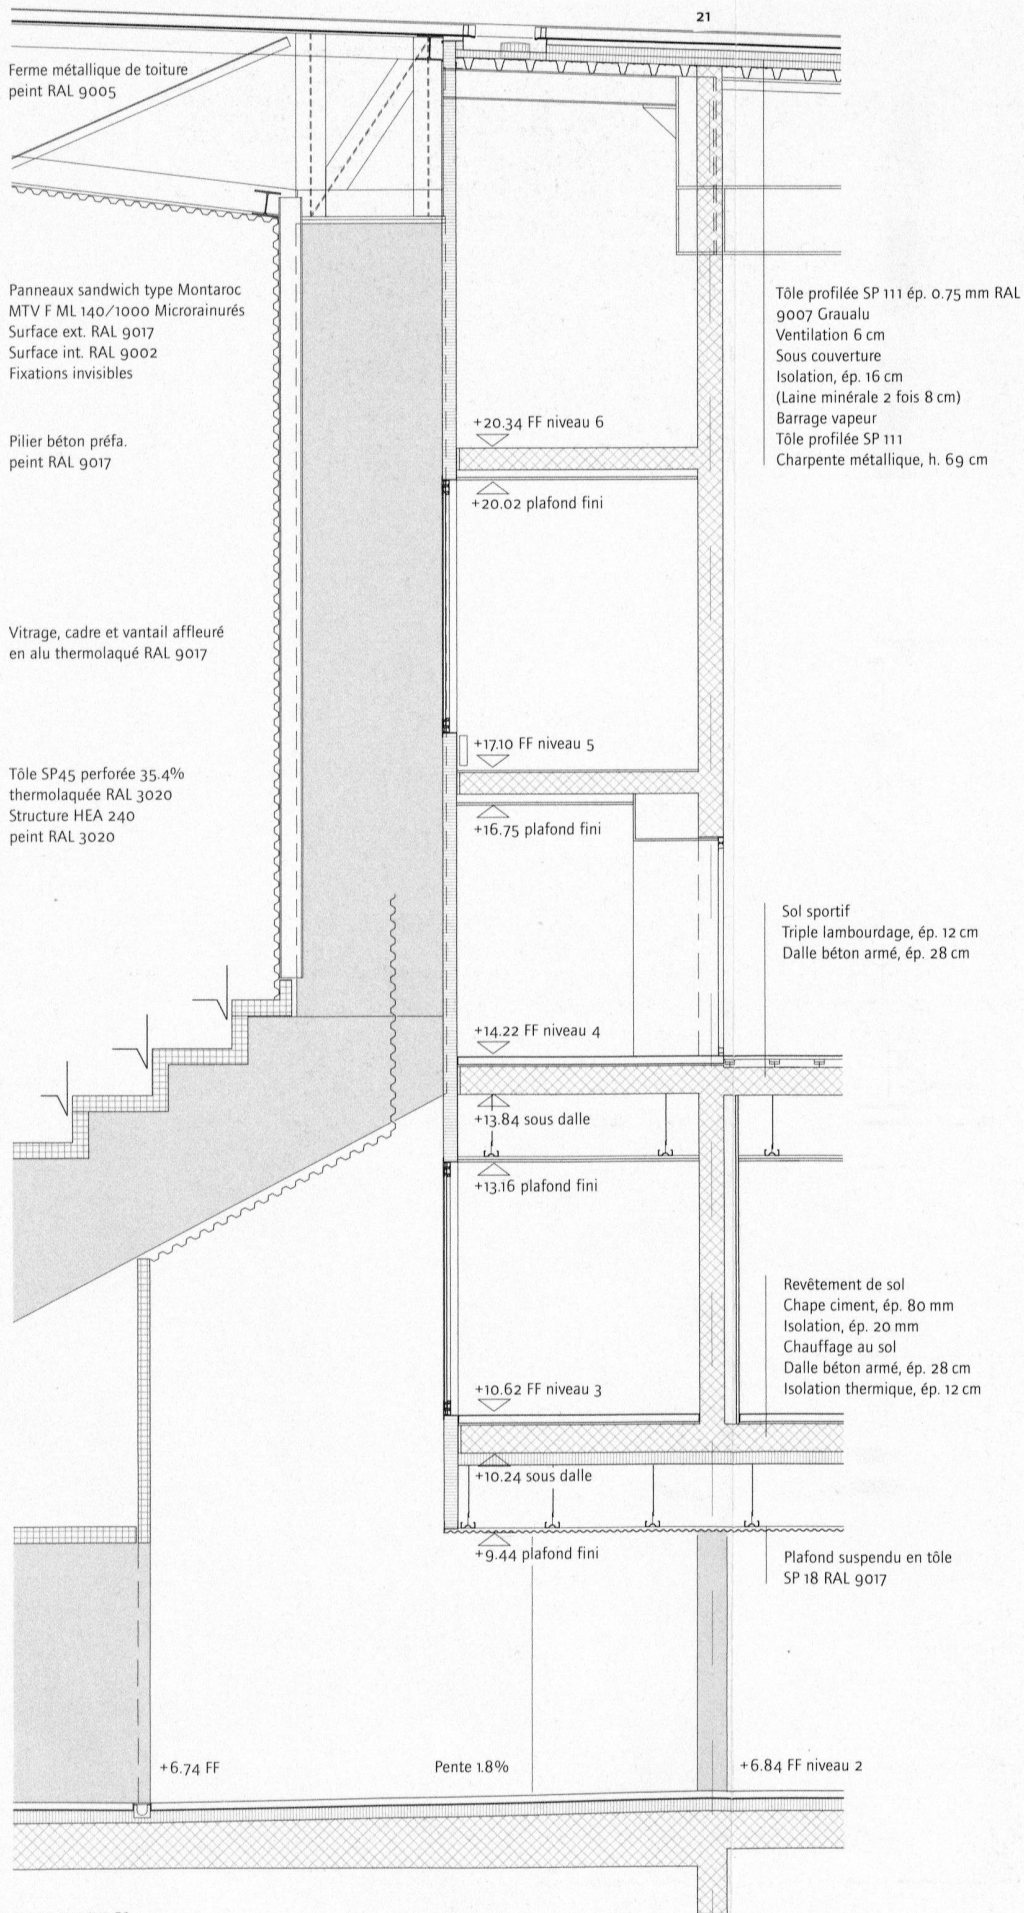 21
Ferme métallique de toiture
peint RAL 9005
Panneaux sandwich type Montaroc
MTV F ML 140/1000 Microrainurés
Surface ext. RAL 9017
Surface int. RAL 9002
Fixations invisibles
Tôle profilée SP 111 ép. 0.75 mm RAL
9007 Graualu
Ventilation 6 cm
Sous couverture
Isolation, ép. 16 cm
(Laine minérale 2 fois 8 cm)
Barrage vapeur
Tôle profilée SP 111
Charpente métallique, h. 69 cm
+20.34 FF niveau 6
Pilier béton préfa.
peint RAL 9017
+20.02 plafond fini
Vitrage, cadre et vantail affleuré
en alu thermolaqué RAL 9017
+17.10 FF niveau 5
Tôle SP45 perforée 35.4%
thermolaquée RAL 3020
Structure HEA 240
peint RAL 3020
+16.75 plafond fini
Sol sportif
Triple lambourdage, ép. 12 cm
Dalle béton armé, ép. 28 cm
+14.22 FF niveau 4
+13.84 sous dalle
+13.16 plafond fini
Revêtement de sol
Chape ciment, ép. 80 mm
Isolation, ép. 20 mm
Chauffage au sol
Dalle béton armé, ép. 28 cm
Isolation thermique, ép. 12 cm
+10.62 FF niveau 3
+10.24 sous dalle
+9.44 plafond fini
Plafond suspendu en tôle
SP 18 RAL 9017
+6.74 FF
Pente 1.8%
+6.84 FF niveau 2